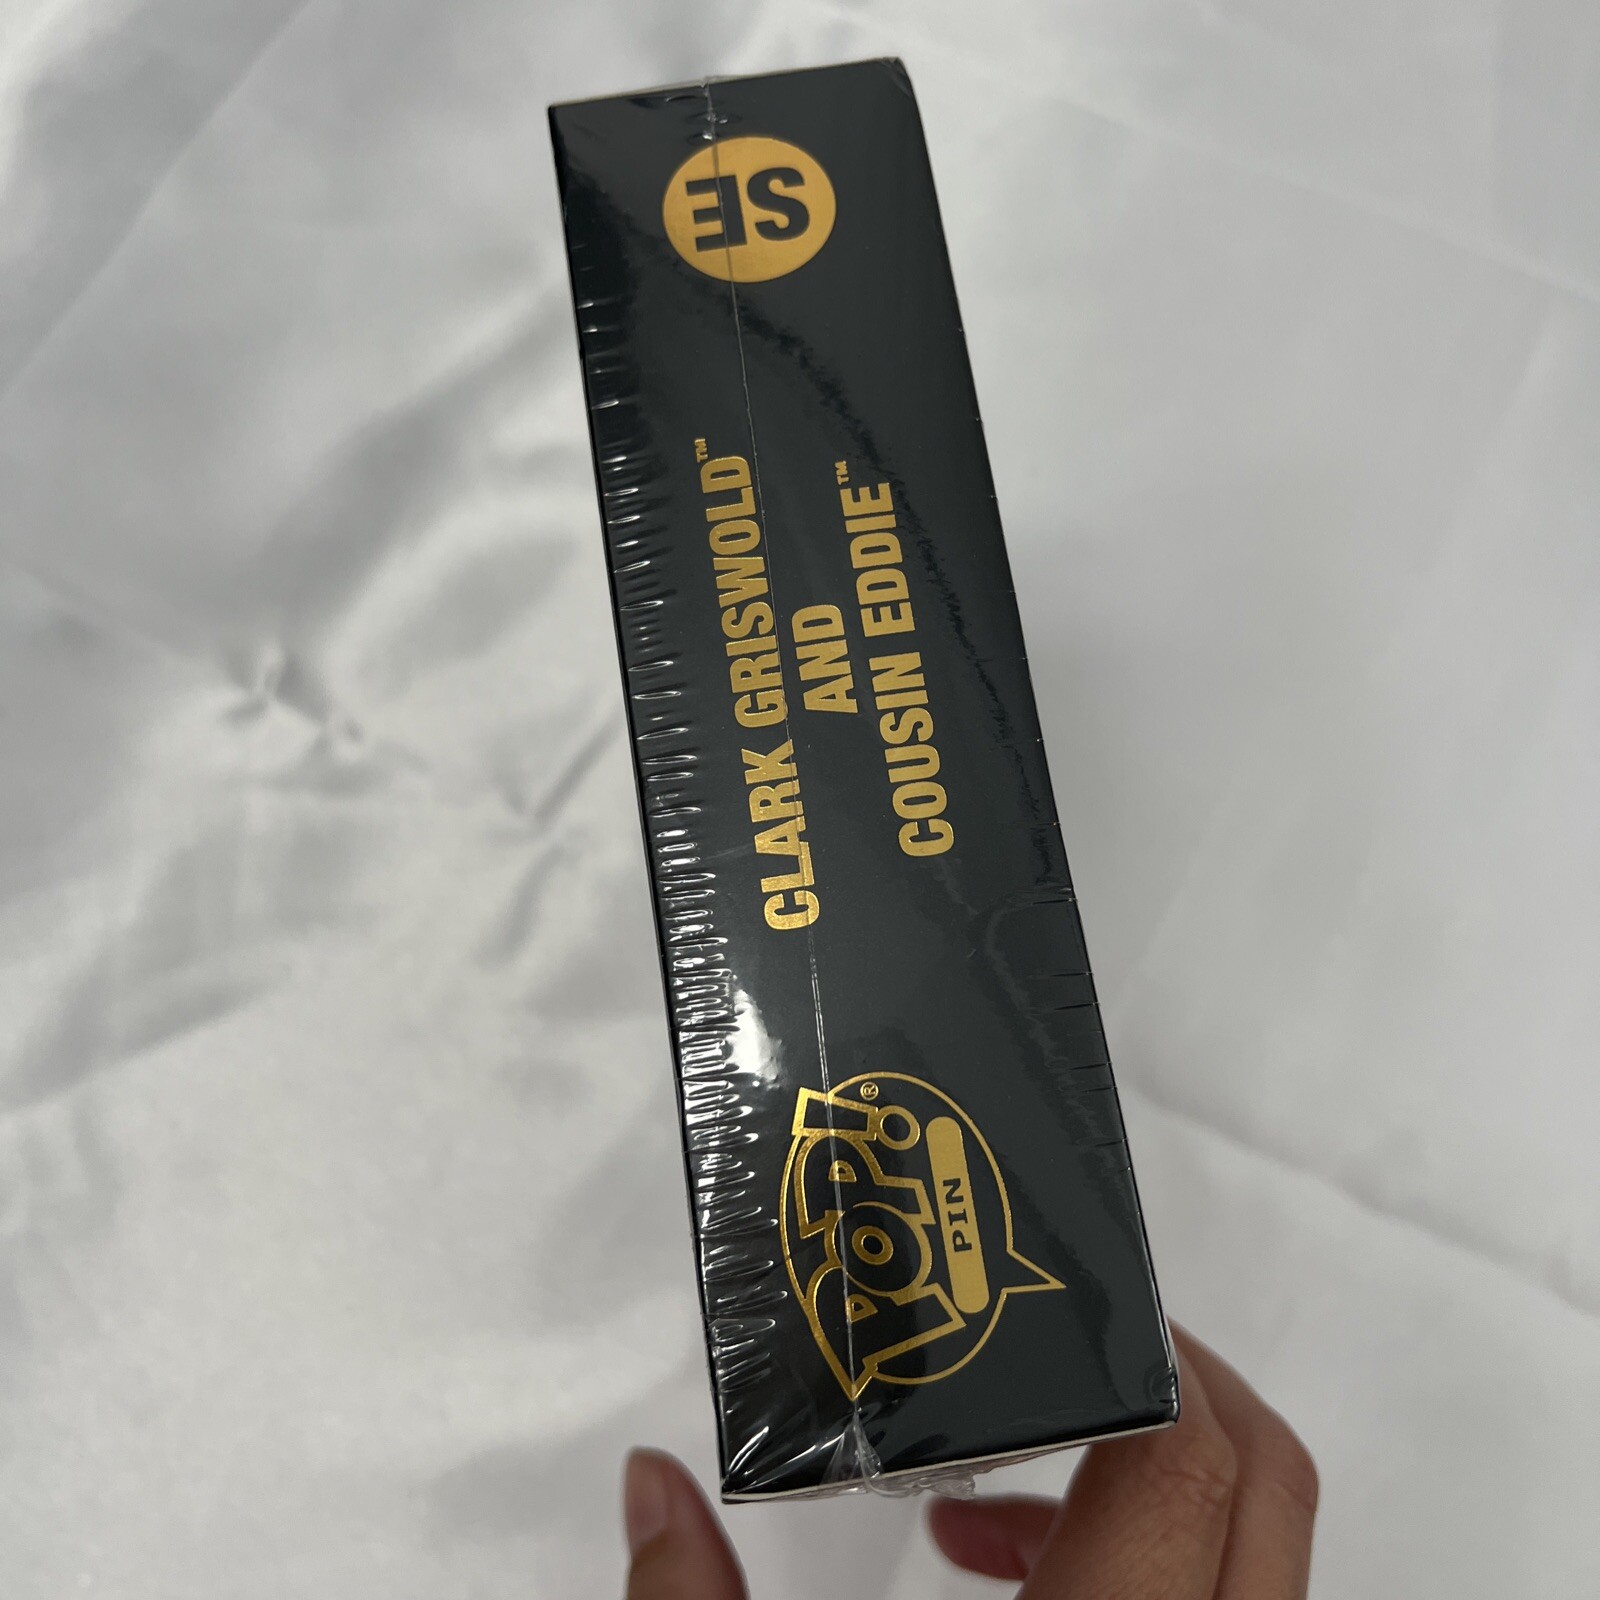 SE
CLARK GRISWOLD™
AND
COUSIN EDDIE™
POP!®
PIN